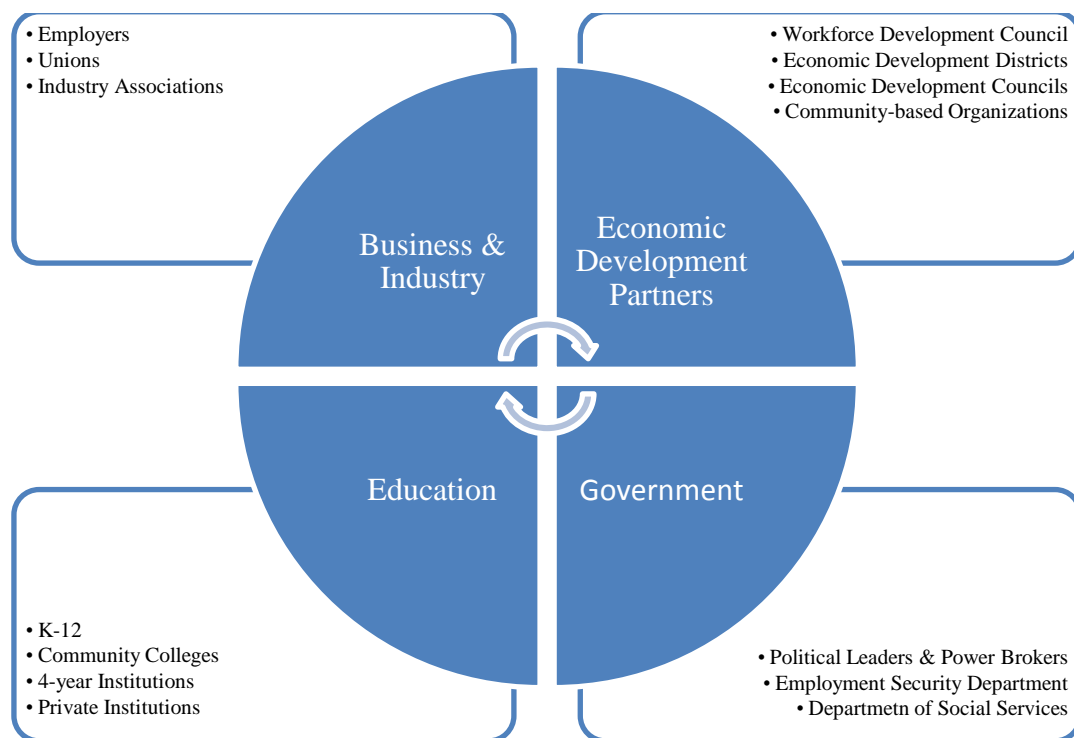 • Employers
• Unions
• Industry Associations
• Workforce Development Council
• Economic Development Districts
• Economic Development Councils
• Community-based Organizations
Business &
Industry
Economic
Development
Partners
Education
Government
• K-12
• Community Colleges
• 4-year Institutions
• Private Institutions
• Political Leaders & Power Brokers
• Employment Security Department
• Departmetn of Social Services